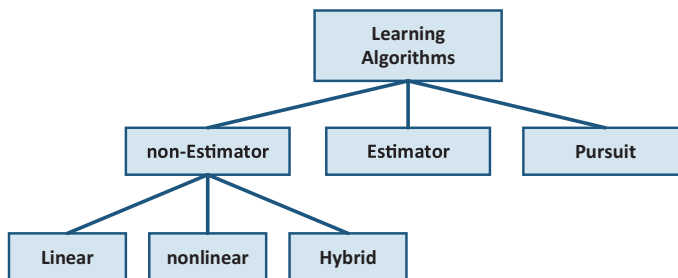 Learning
Algorithms
non-Estimator
Estimator
Pursuit
Linear
nonlinear
Hybrid